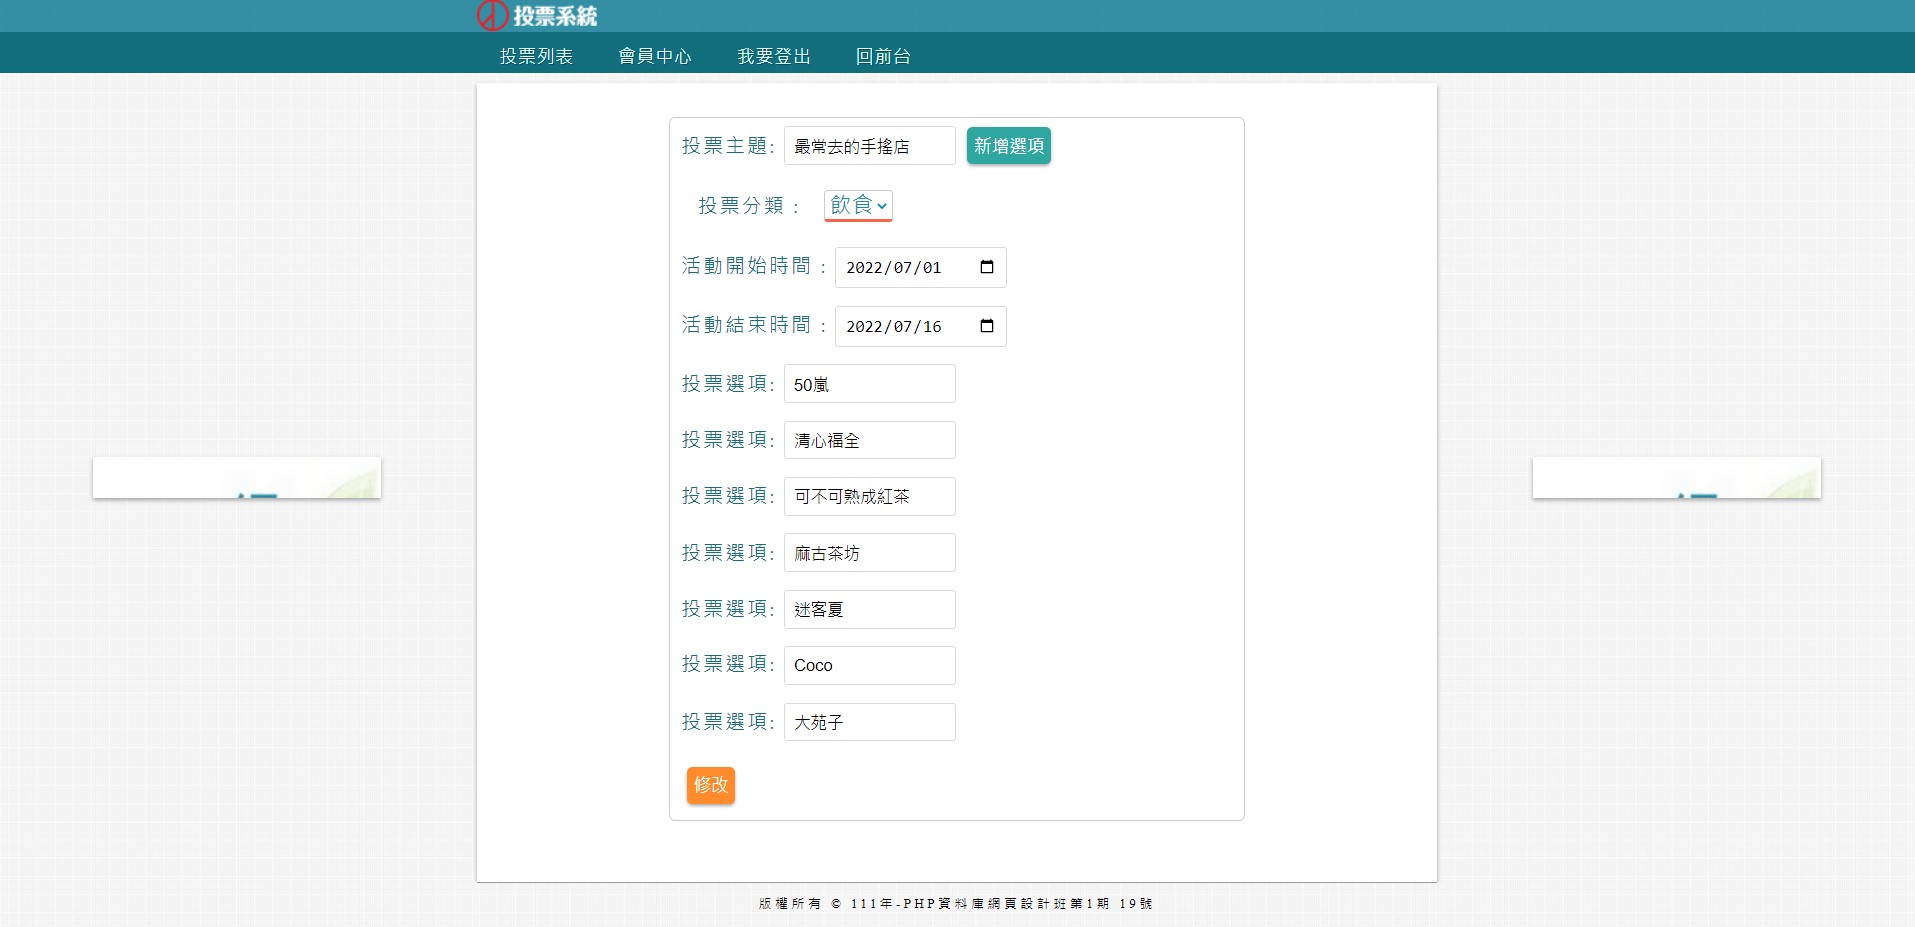 投票系統
投票列表 會員中心 我要登出 回前台
投票主題: 最常去的手搖店 新增選項
投票分類 : 飲食
活動開始時間 : 2022/07/01
活動結束時間 : 2022/07/16
投票選項: 50嵐
投票選項: 清心福全
投票選項: 可不可熟成紅茶
投票選項: 麻古茶坊
投票選項: 迷客夏
投票選項: Coco
投票選項: 大苑子
修改
版權所有 © 111年-PHP資料庫網頁設計班第1期 19號